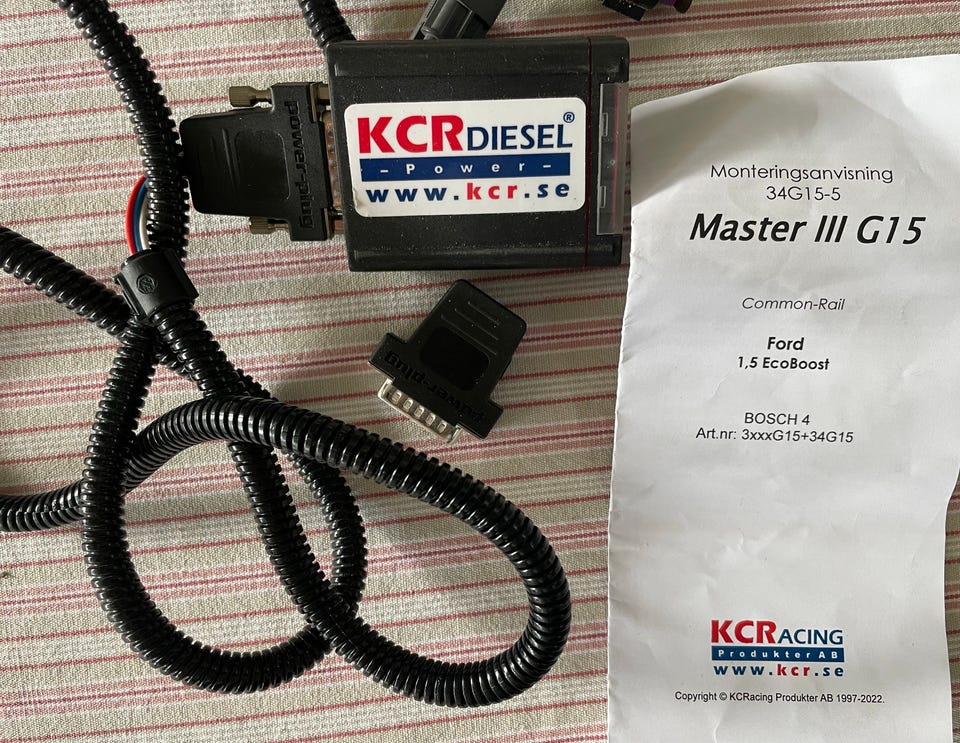 KCRDIESEL®
- Power -
www.kcr.se
power-plug
power-plug
Monteringsanvisning
34G15-5
Master III G15
Common-Rail
Ford
1,5 EcoBoost
BOSCH 4
Art.nr: 3xxxG15+34G15
KCRACING
Produkter AB
www.kcr.se
Copyright © KCRacing Produkter AB 1997-2022.